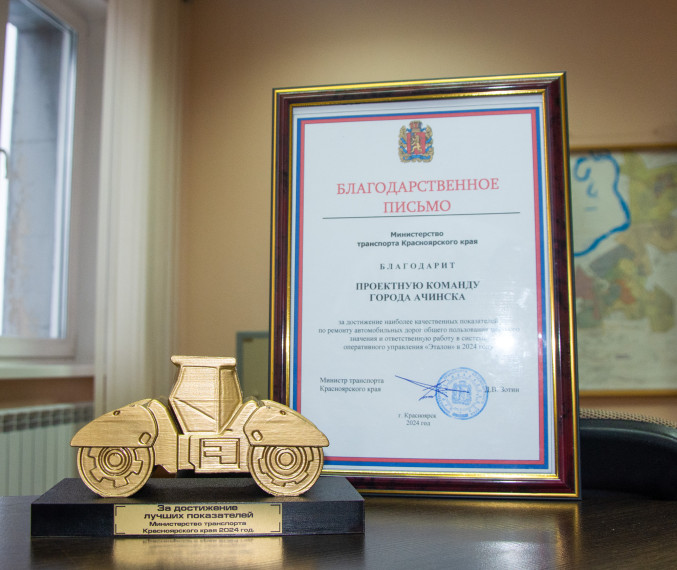 БЛАГОДАРСТВЕННОЕ
ПИСЬМО
Министерство
транспорта Красноярского края
БЛАГОДАРИТ
ПРОЕКТНУЮ КОМАНДУ
ГОРОДА АЧИНСКА
за достижение наиболее качественных показателей
по ремонту автомобильных дорог общего пользования
значения и ответственную работу в системе
оперативного управления «Эталон» в 2024 году
Министр транспорта
Красноярского края
Д.В. Зотин
г. Красноярск
2024 год
За достижение
лучших показателей
Министерство транспорта
Красноярского края 2024 год.